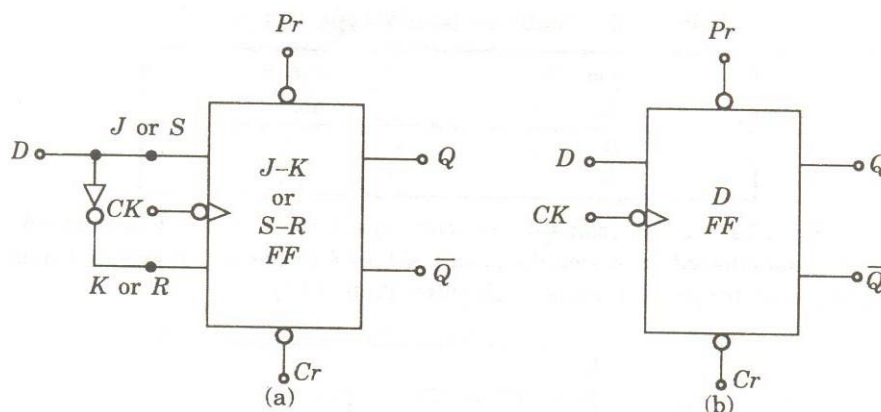 Pr
Pr
J or S
D
Q
J–K
or
S–R
FF
CK
K or R
Q̅
Cr
(a)
D
Q
CK
D
FF
Q̅
Cr
(b)